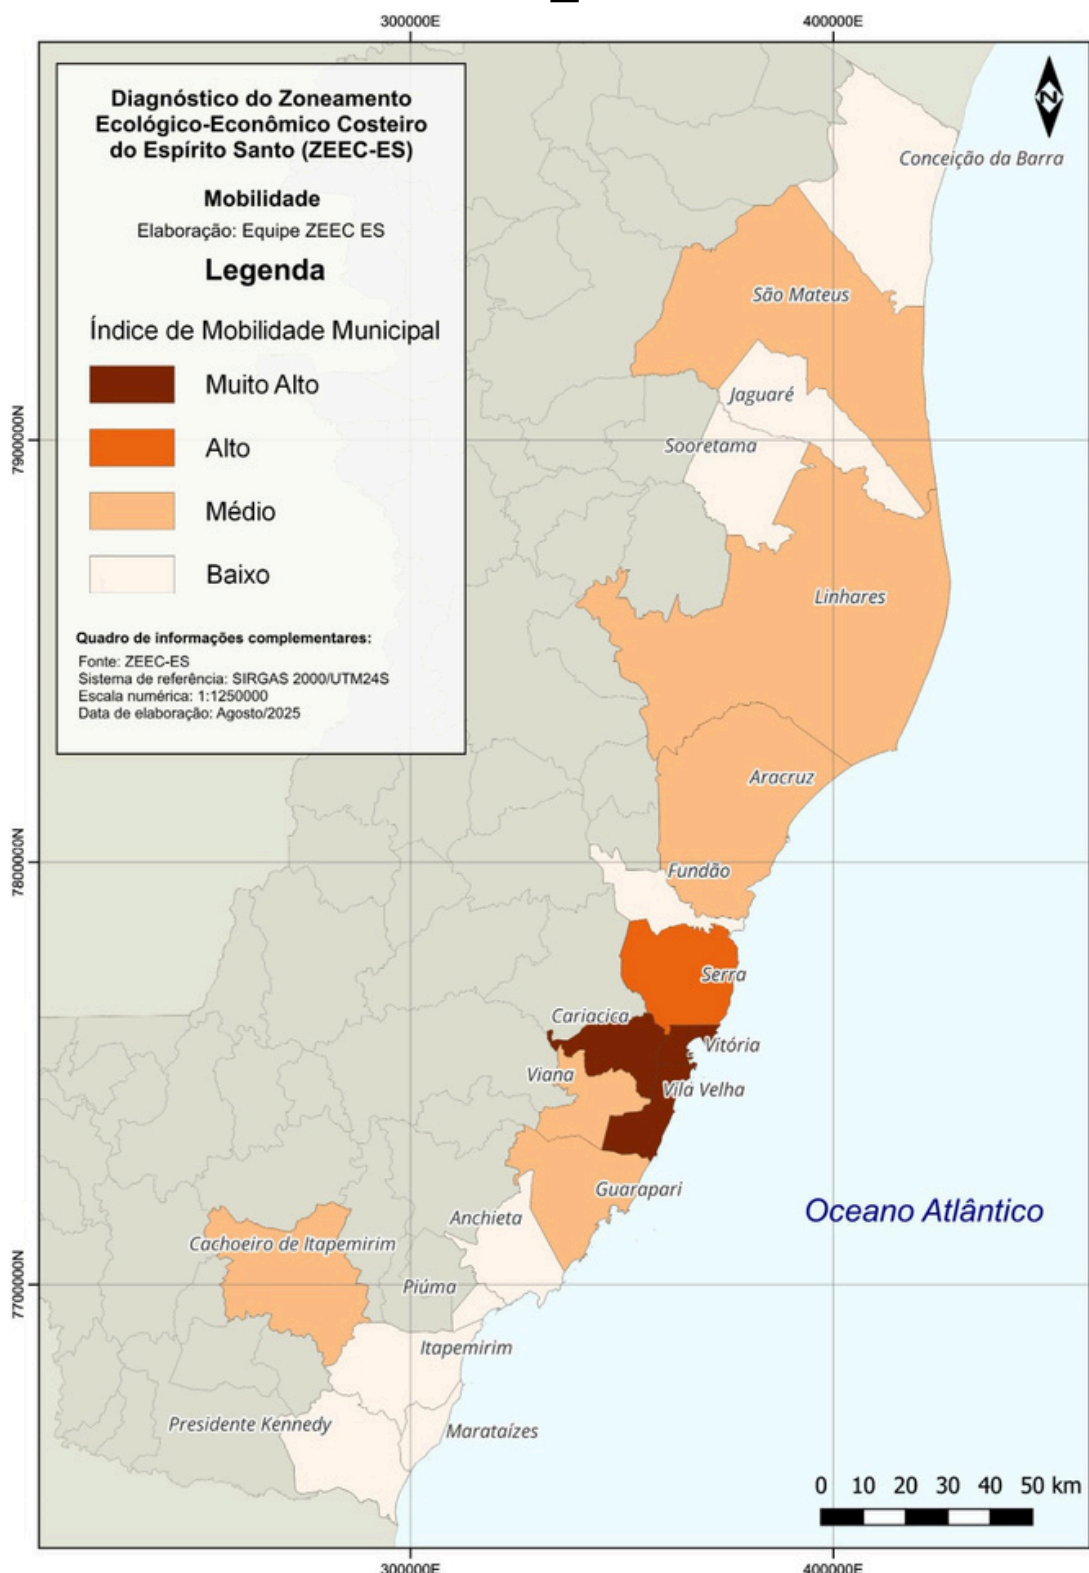 300000E
400000E
Diagnóstico do Zoneamento
Ecológico-Econômico Costeiro
do Espírito Santo (ZEEC-ES)
Mobilidade
Elaboração: Equipe ZEEC ES
Legenda
Índice de Mobilidade Municipal
Muito Alto
Alto
Médio
Baixo
Quadro de informações complementares:
Fonte: ZEEC-ES
Sistema de referência: SIRGAS 2000/UTM24S
Escala numérica: 1:1250000
Data de elaboração: Agosto/2025
N
Conceição da Barra
São Mateus
Jaguaré
7900000N
Sooretama
Linhares
Aracruz
7800000N
Fundão
Serra
Cariacica
Vitória
Viana
Vila Velha
Guarapari
Anchieta
Oceano Atlântico
Cachoeiro de Itapemirim
7700000N
Piúma
Itapemirim
Presidente Kennedy
Marataízes
0 10 20 30 40 50 km
300000E
400000E